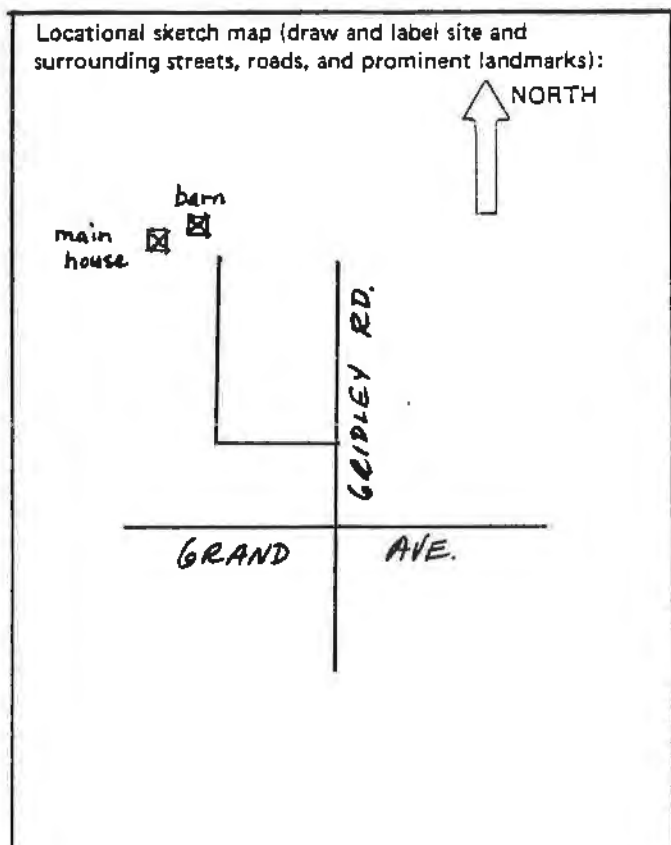 Locational sketch map (draw and label site and
surrounding streets, roads, and prominent landmarks):
NORTH
barn
main
house
GRIDLEY RD.
GRAND AVE.